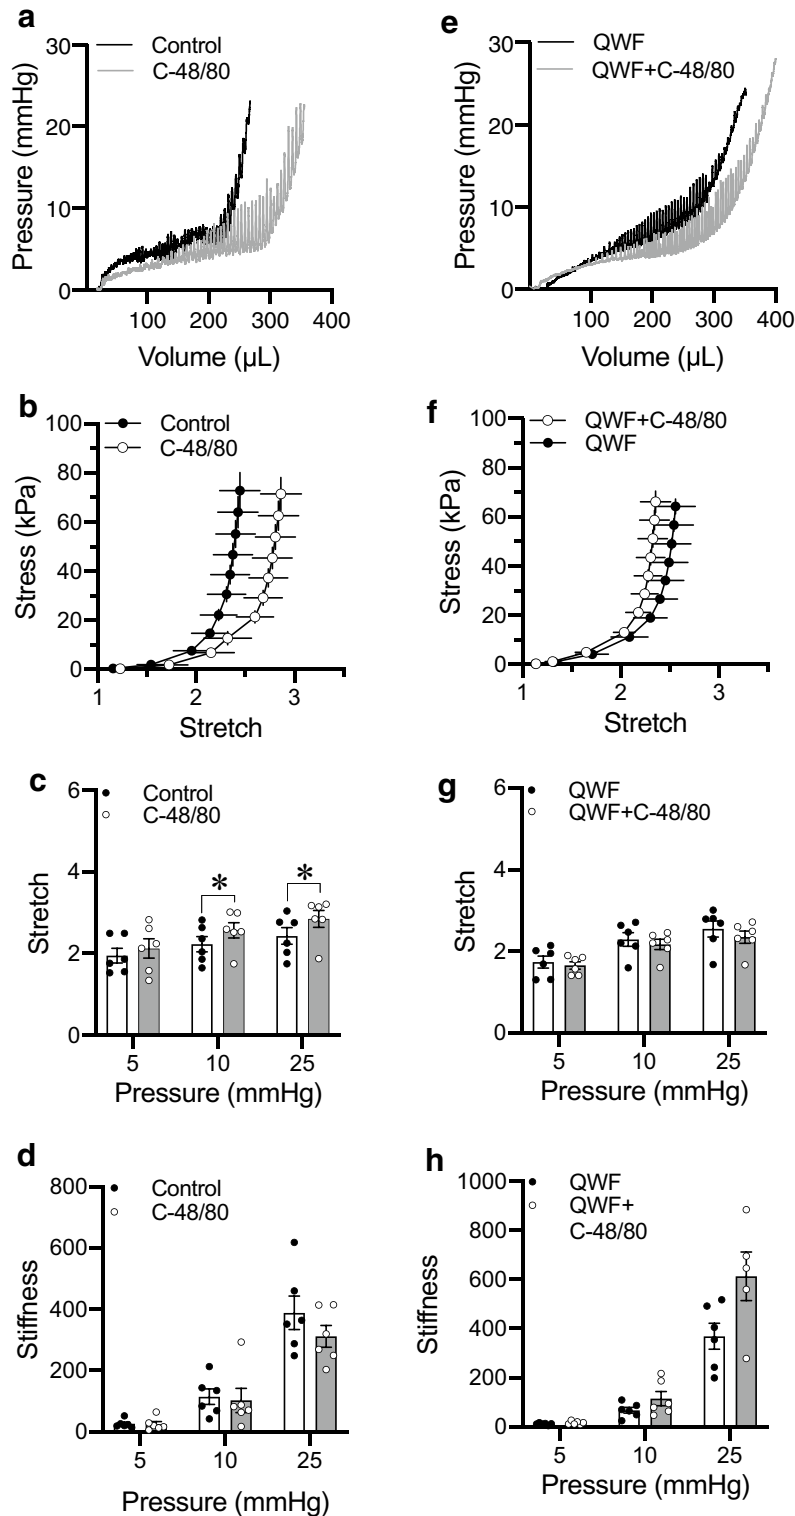 a
Control
C-48/80
Pressure (mmHg)
30
20
10
0
100 200 300 400
Volume (µL)
e
QWF
QWF+C-48/80
Pressure (mmHg)
30
20
10
0
100 200 300 400
Volume (µL)
b
Control
C-48/80
Stress (kPa)
100
80
60
40
20
0
1 2 3
Stretch
f
QWF+C-48/80
QWF
Stress (kPa)
100
80
60
40
20
0
1 2 3
Stretch
c
Control
C-48/80
Stretch
6
4
2
0
* *
5 10 25
Pressure (mmHg)
g
QWF
QWF+C-48/80
Stretch
6
4
2
0
5 10 25
Pressure (mmHg)
d
Control
C-48/80
Stiffness
800
600
400
200
0
5 10 25
Pressure (mmHg)
h
QWF
QWF+
C-48/80
Stiffness
1000
800
600
400
200
0
5 10 25
Pressure (mmHg)